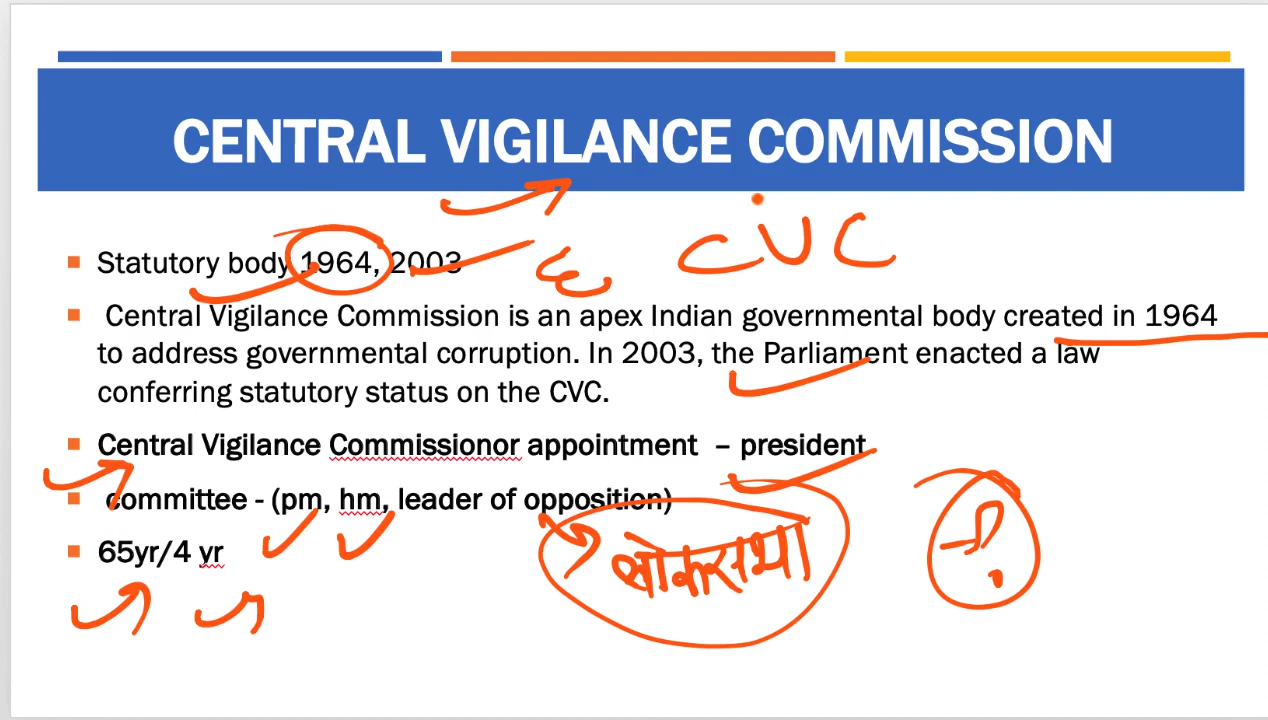 CENTRAL VIGILANCE COMMISSION
Statutory body 1964, 2003
CVC
Central Vigilance Commission is an apex Indian governmental body created in 1964
to address governmental corruption. In 2003, the Parliament enacted a law
conferring statutory status on the CVC.
Central Vigilance Commissionor appointment – president
committee - (pm, hm, leader of opposition)
लोकसभा
?
65yr/4 yr